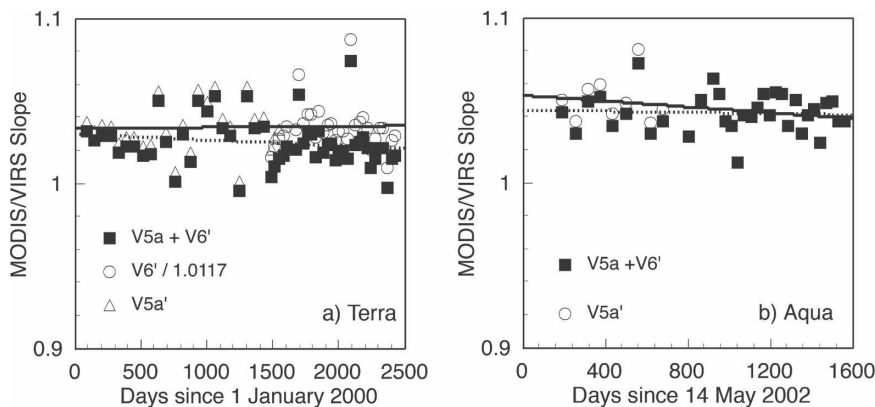 1.1
1
0.9
MODIS/VIRS Slope
V5a + V6'
V6' / 1.0117
V5a'
a) Terra
0 500 1000 1500 2000 2500
Days since 1 January 2000
1.1
1
0.9
MODIS/VIRS Slope
V5a +V6'
V5a'
b) Aqua
0 400 800 1200 1600
Days since 14 May 2002